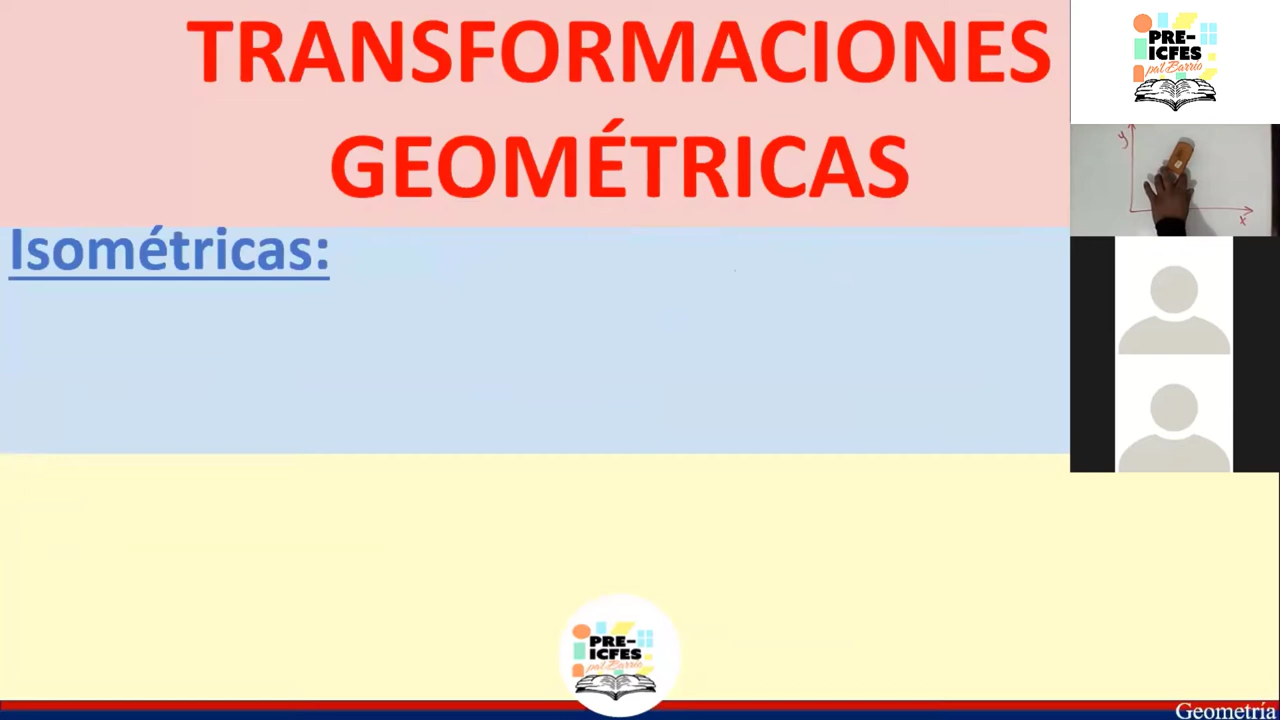 TRANSFORMACIONES
GEOMÉTRICAS
Isométricas:
PRE-
ICFES
pal Barrio
y
x
PRE-
ICFES
pal Barrio
Geometría